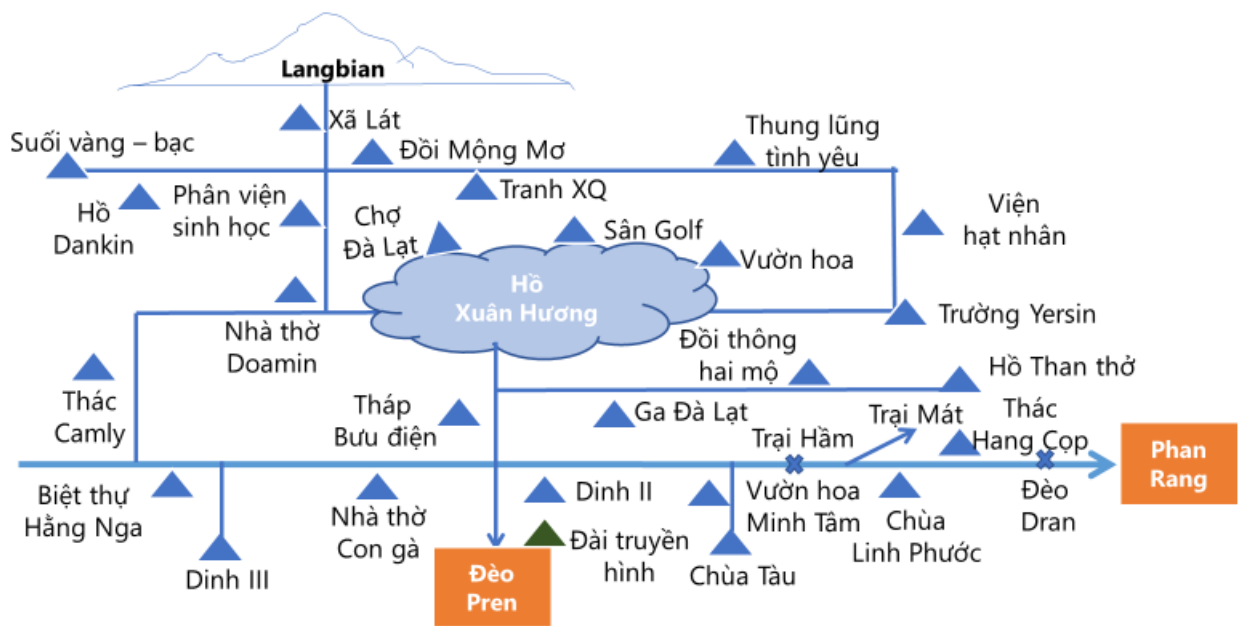 Langbian
Xã Lát
Suối vàng – bạc
Đồi Mộng Mơ
Thung lũng
tình yêu
Hồ
Dankin
Phân viện
sinh học
Tranh XQ
Chợ
Đà Lạt
Sân Golf
Viện
hạt nhân
Vườn hoa
Hồ
Xuân Hương
Nhà thờ
Doamin
Trường Yersin
Đồi thông
hai mộ
Hồ Than thở
Thác
Camly
Tháp
Bưu điện
Ga Đà Lạt
Trại Mát
Thác
Hang Cọp
Trại Hầm
Phan
Rang
Biệt thự
Hằng Nga
Dinh III
Nhà thờ
Con gà
Dinh II
Đài truyền
hình
Vườn hoa
Minh Tâm
Chùa
Linh Phước
Đèo
Dran
Chùa Tàu
Đèo
Pren